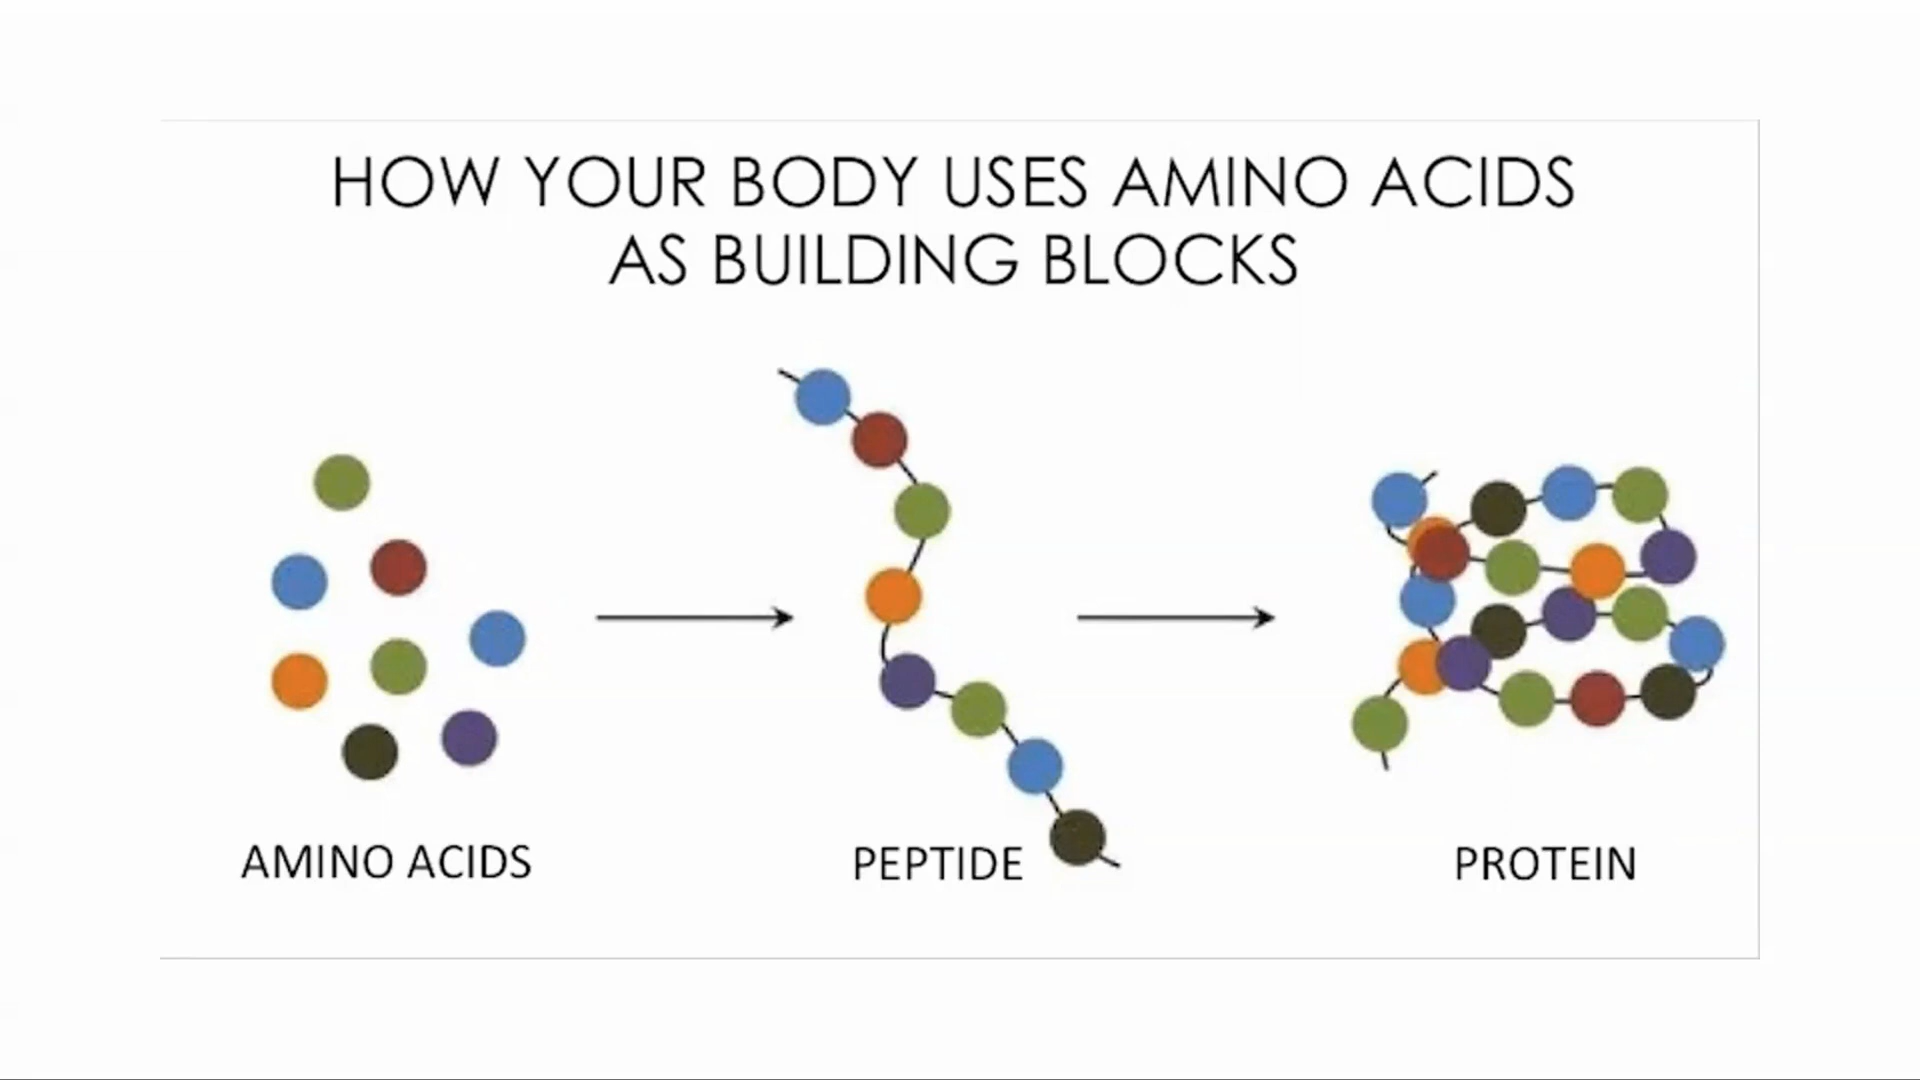 HOW YOUR BODY USES AMINO ACIDS
AS BUILDING BLOCKS
AMINO ACIDS
PEPTIDE
PROTEIN